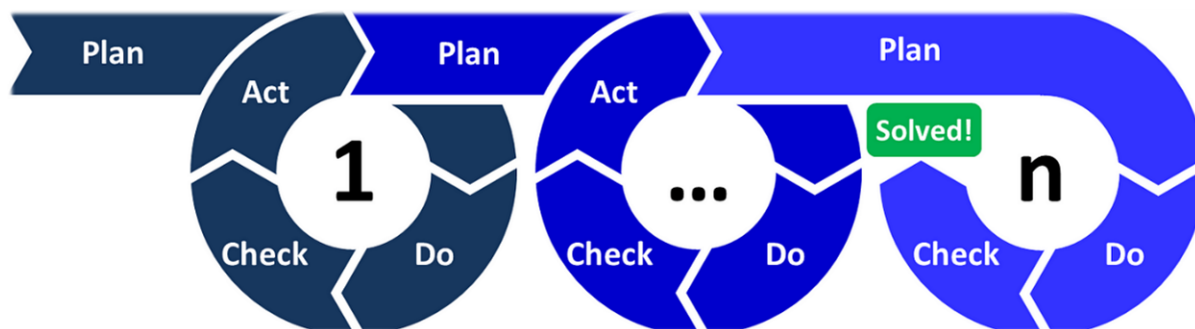 Plan
Plan
Plan
Act
Act
Solved!
1
...
n
Check
Do
Check
Do
Check
Do